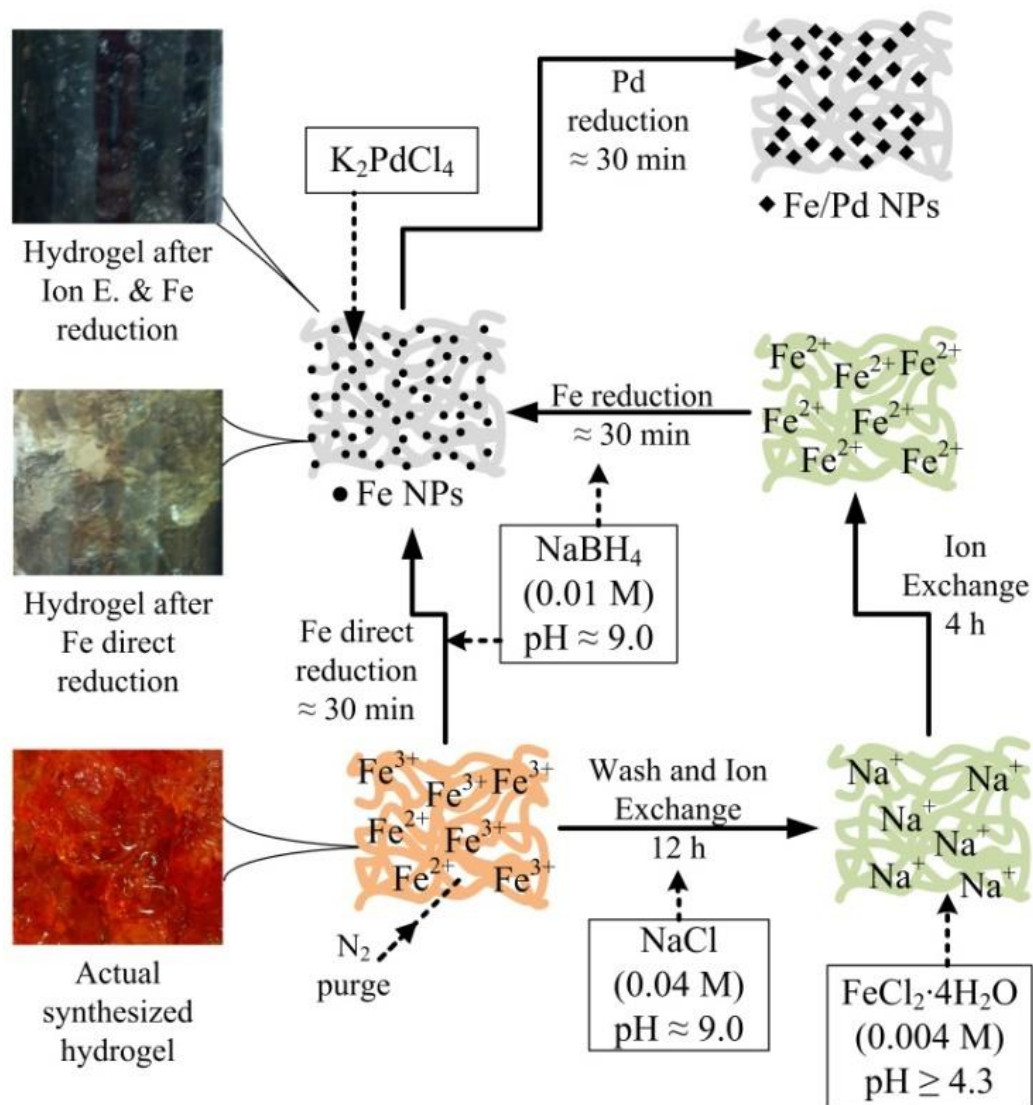 Pd
reduction
≈ 30 min
K₂PdCl₄
◆ Fe/Pd NPs
Hydrogel after
Ion E. & Fe
reduction
Fe²⁺
Fe²⁺ Fe²⁺
Fe²⁺ Fe²⁺
Fe²⁺ Fe²⁺
Fe reduction
≈ 30 min
● Fe NPs
NaBH₄
(0.01 M)
pH ≈ 9.0
Ion
Exchange
4 h
Hydrogel after
Fe direct
reduction
Fe direct
reduction
≈ 30 min
Fe³⁺
Fe³⁺ Fe³⁺
Fe²⁺ Fe³⁺
Fe²⁺ Fe³⁺
Wash and Ion
Exchange
12 h
Na⁺ Na⁺
Na⁺
Na⁺
Na⁺ Na⁺
N₂
purge
NaCl
(0.04 M)
pH ≈ 9.0
FeCl₂·4H₂O
(0.004 M)
pH ≥ 4.3
Actual
synthesized
hydrogel